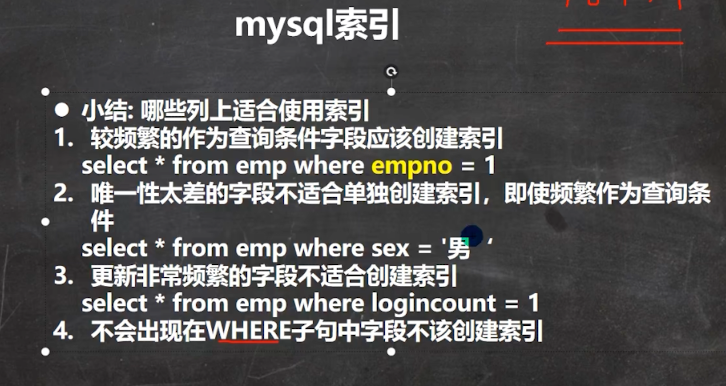 mysql索引
● 小结: 哪些列上适合使用索引
1. 较频繁的作为查询条件字段应该创建索引
select * from emp where empno = 1
2. 唯一性太差的字段不适合单独创建索引，即使频繁作为查询条
件
select * from emp where sex = '男 ‘
3. 更新非常频繁的字段不适合创建索引
select * from emp where logincount = 1
4. 不会出现在WHERE子句中字段不该创建索引